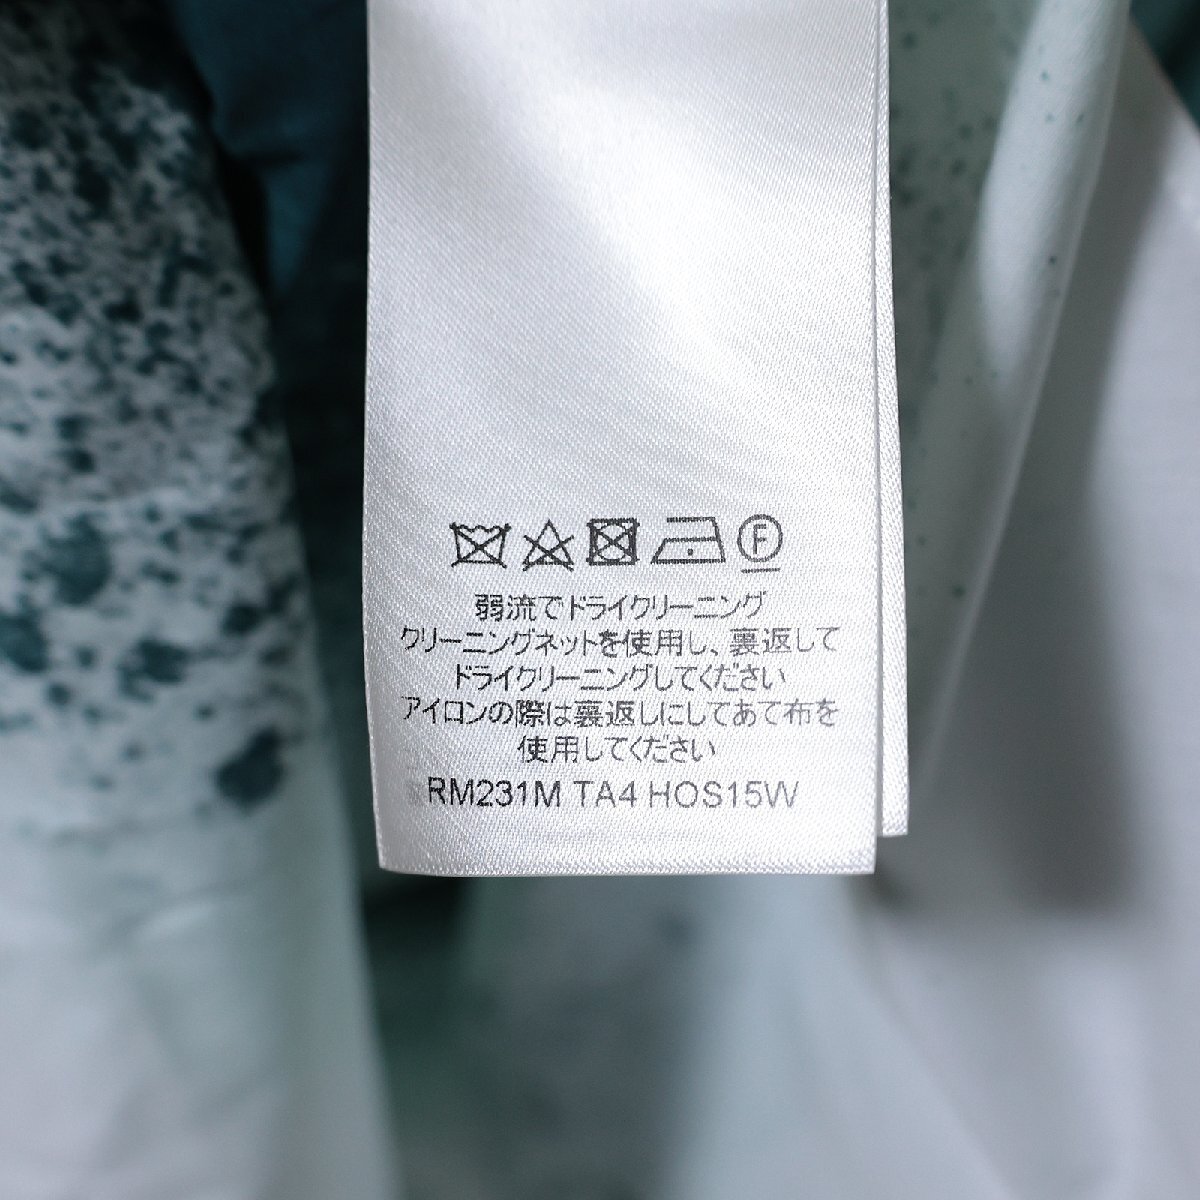 F
弱流でドライクリーニング
クリーニングネットを使用し、裏返して
ドライクリーニングしてください
アイロンの際は裏返しにしてあて布を
使用してください
RM231M TA4 HOS15W